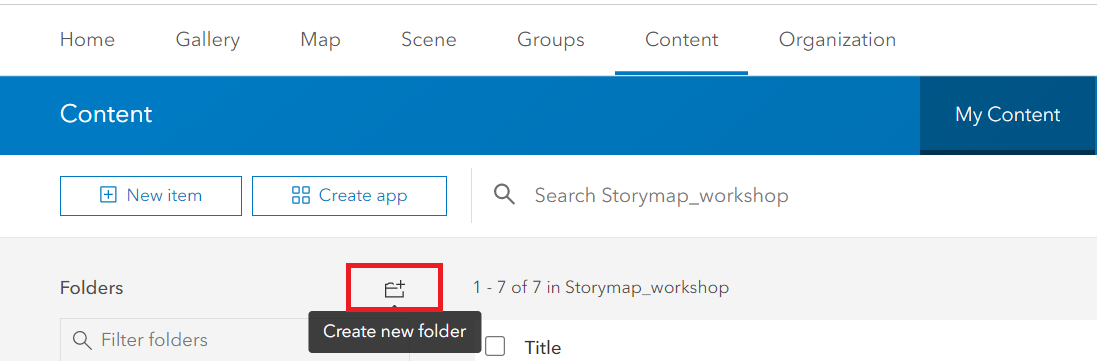 Home Gallery Map Scene Groups Content Organization
Content My Content
New item Create app Search Storymap_workshop
Folders 1 - 7 of 7 in Storymap_workshop
Create new folder
Filter folders Title